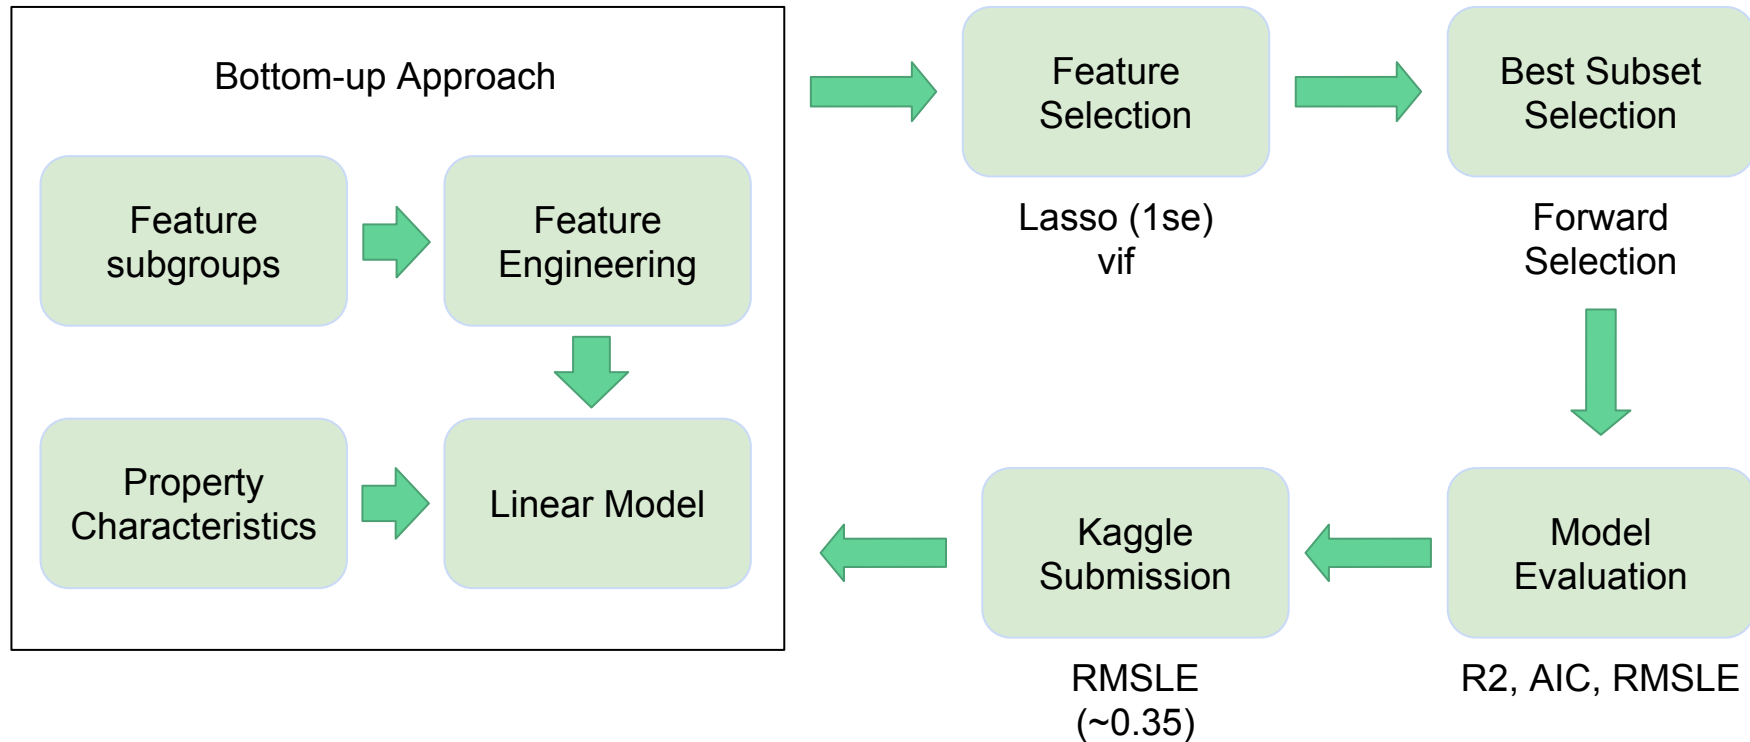 Bottom-up Approach
Feature
subgroups
Feature
Engineering
Property
Characteristics
Linear Model
Feature
Selection
Lasso (1se)
vif
Best Subset
Selection
Forward
Selection
Model
Evaluation
R2, AIC, RMSLE
Kaggle
Submission
RMSLE
(~0.35)